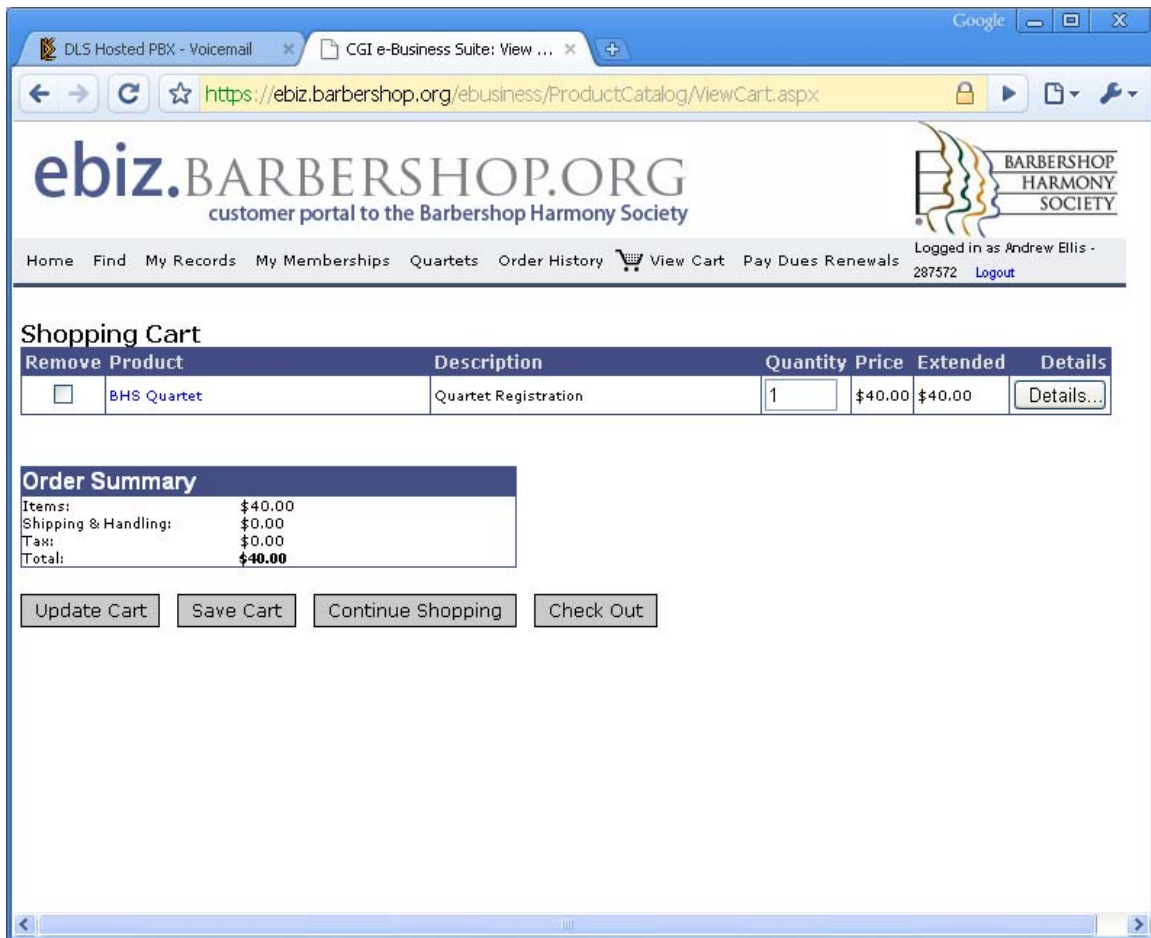 Google
DLS Hosted PBX - Voicemail
CGI e-Business Suite: View ...
https://ebiz.barbershop.org/ebusiness/ProductCatalog/ViewCart.aspx
ebiz.BARBERSHOP.ORG
customer portal to the Barbershop Harmony Society
BARBERSHOP
HARMONY
SOCIETY
Home Find My Records My Memberships Quartets Order History View Cart Pay Dues Renewals
Logged in as Andrew Ellis -
287572 Logout
Shopping Cart
Remove Product Description Quantity Price Extended Details
BHS Quartet Quartet Registration 1 $40.00 $40.00 Details...
Order Summary
Items: $40.00
Shipping & Handling: $0.00
Tax: $0.00
Total: $40.00
Update Cart Save Cart Continue Shopping Check Out